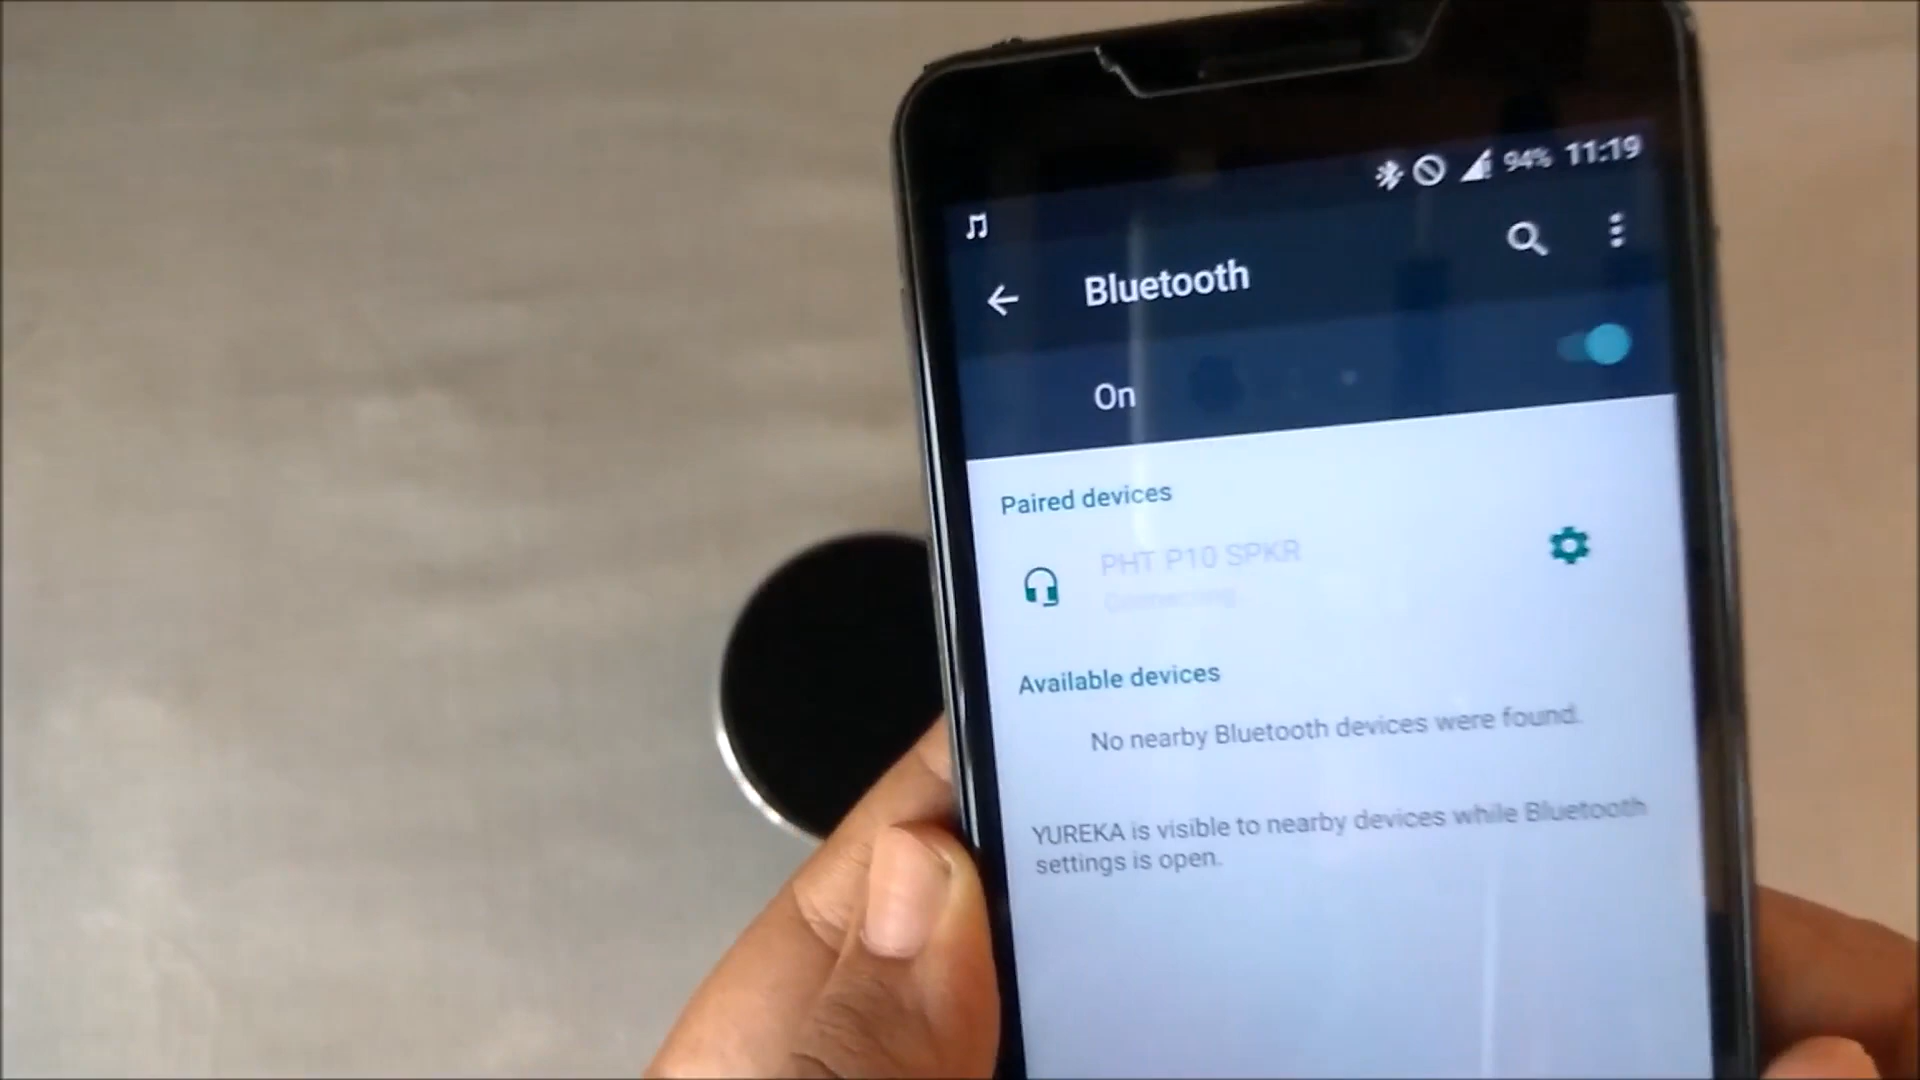 94% 11:19
Bluetooth
On
Paired devices
PHT P10 SPKR
Connecting
Available devices
No nearby Bluetooth devices were found.
YUREKA is visible to nearby devices while Bluetooth
settings is open.